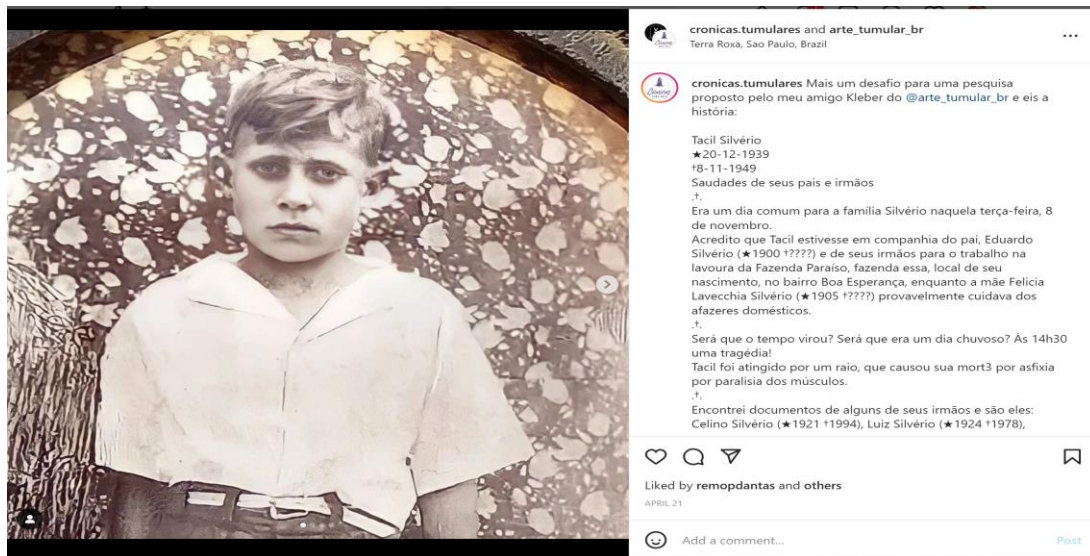 cronicas.tumulares and arte_tumular_br
Terra Roxa, Sao Paulo, Brazil
cronicas.tumulares Mais um desafio para uma pesquisa
proposto pelo meu amigo Kleber do @arte_tumular_br e eis a
história:
Tacil Silvério
★20-12-1939
†8-11-1949
Saudades de seus pais e irmãos
.†.
Era um dia comum para a família Silvério naquela terça-feira, 8
de novembro.
Acredito que Tacil estivesse em companhia do pai, Eduardo
Silvério (★1900 †????) e de seus irmãos para o trabalho na
lavoura da Fazenda Paraíso, fazenda essa, local de seu
nascimento, no bairro Boa Esperança, enquanto a mãe Felicia
Lavecchia Silvério (★1905 †????) provavelmente cuidava dos
afazeres domésticos.
.†.
Será que o tempo virou? Será que era um dia chuvoso? Às 14h30
uma tragédia!
Tacil foi atingido por um raio, que causou sua mort3 por asfixia
por paralisia dos músculos.
.†.
Encontrei documentos de alguns de seus irmãos e são eles:
Celino Silvério (★1921 †1994), Luiz Silvério (★1924 †1978),
Liked by remopdantas and others
APRIL 21
Add a comment...
Post